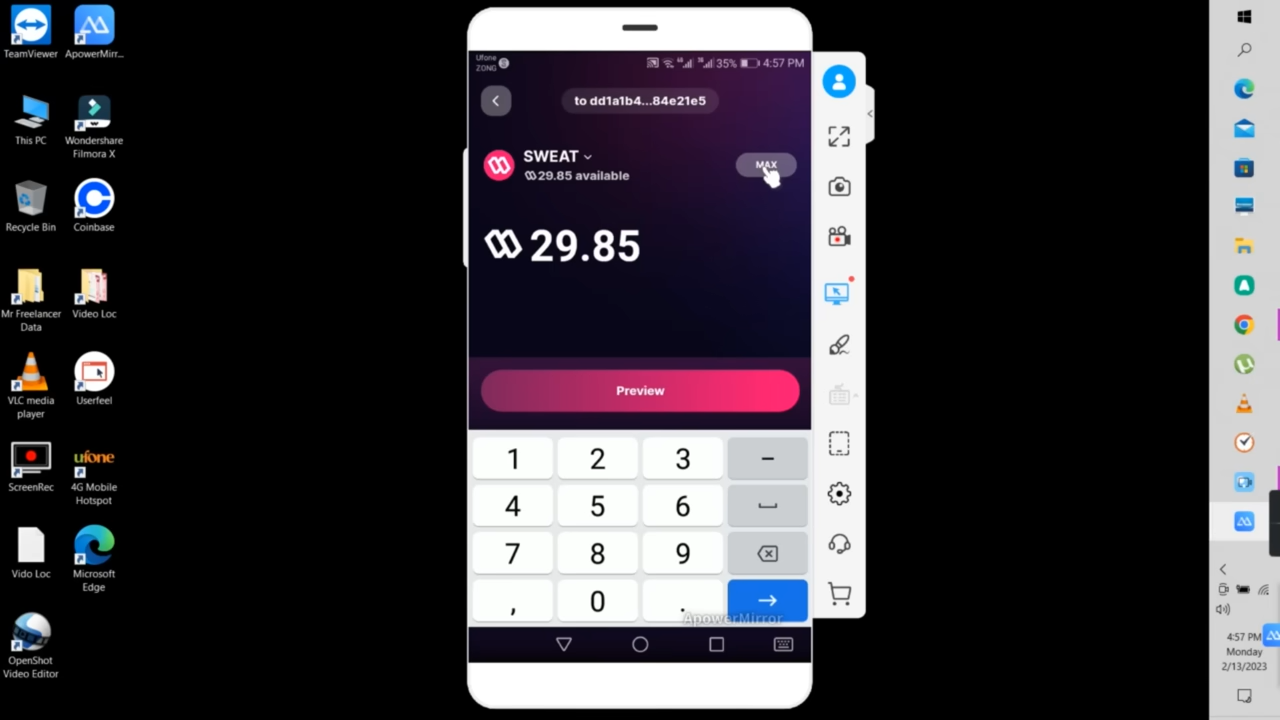 TeamViewer
ApowerMirr...
This PC
Wondershare
Filmora X
Recycle Bin
Coinbase
Mr Freelancer
Data
Video Loc
VLC media
player
Userfeel
ScreenRec
ufone
4G Mobile
Hotspot
Vido Loc
Microsoft
Edge
OpenShot
Video Editor
Ufone
ZONG
35%
4:57 PM
to dd1a1b4...84e21e5
SWEAT
29.85 available
MAX
29.85
Preview
1 2 3 -
4 5 6
7 8 9
, 0 .
ApowerMirror
4:57 PM
Monday
2/13/2023